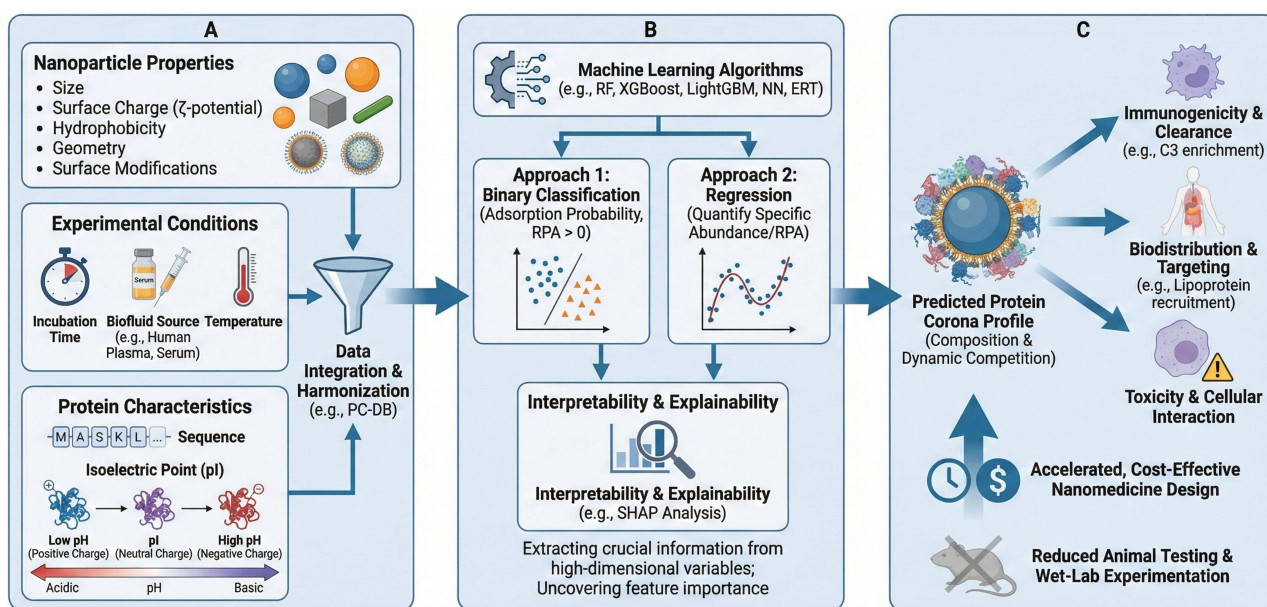 A
Nanoparticle Properties
• Size
• Surface Charge (ζ-potential)
• Hydrophobicity
• Geometry
• Surface Modifications
Experimental Conditions
Incubation
Time
Serum
Biofluid Source
(e.g., Human
Plasma, Serum)
Temperature
Data
Integration &
Harmonization
(e.g., PC-DB)
Protein Characteristics
M A S K L ... Sequence
Isoelectric Point (pI)
+
−
Low pH
(Positive Charge)
pI
(Neutral Charge)
High pH
(Negative Charge)
Acidic pH Basic
B
Machine Learning Algorithms
(e.g., RF, XGBoost, LightGBM, NN, ERT)
Approach 1:
Binary Classification
(Adsorption Probability,
RPA > 0)
Approach 2:
Regression
(Quantify Specific
Abundance/RPA)
Interpretability & Explainability
Interpretability & Explainability
(e.g., SHAP Analysis)
Extracting crucial information from
high-dimensional variables;
Uncovering feature importance
C
Predicted Protein
Corona Profile
(Composition &
Dynamic Competition)
Immunogenicity &
Clearance
(e.g., C3 enrichment)
Biodistribution &
Targeting
(e.g., Lipoprotein
recruitment)
!
Toxicity & Cellular
Interaction
$
Accelerated, Cost-Effective
Nanomedicine Design
Reduced Animal Testing &
Wet-Lab Experimentation